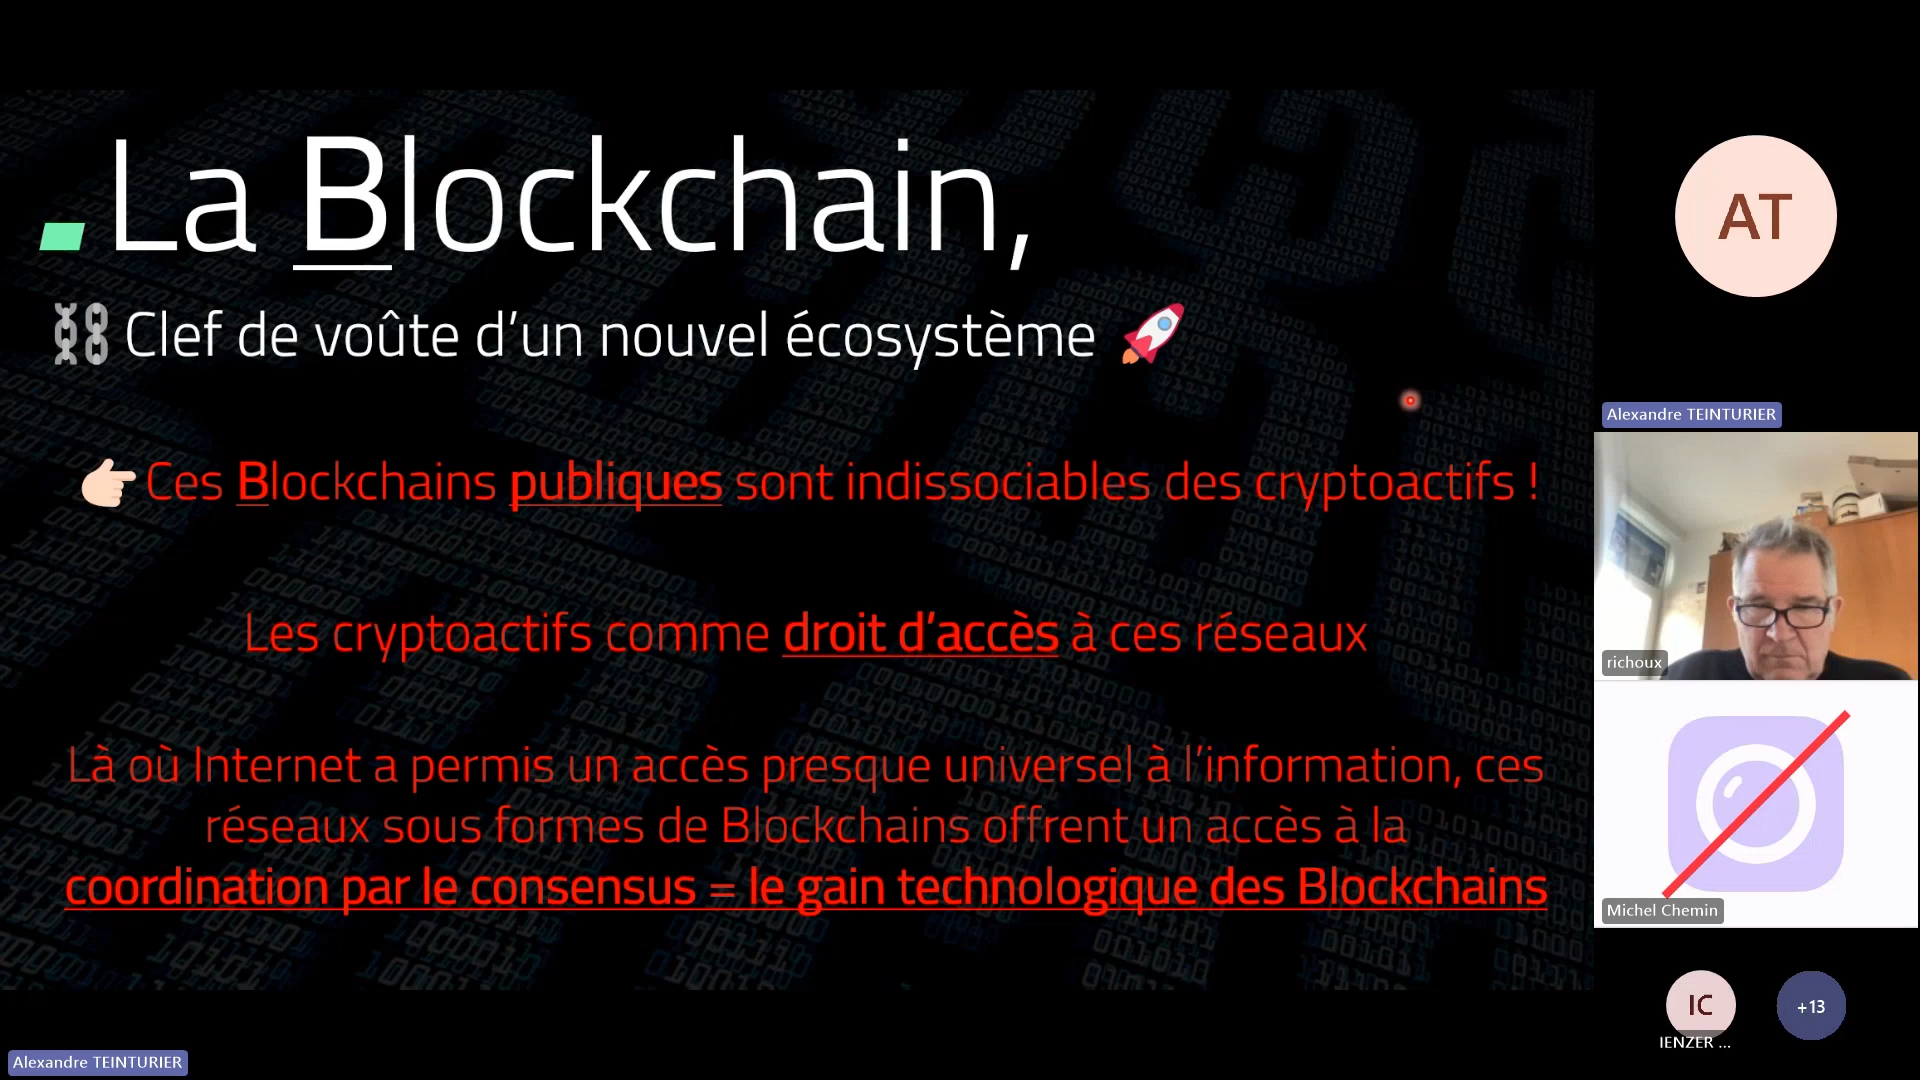 La Blockchain,
Clef de voûte d’un nouvel écosystème
Ces Blockchains publiques sont indissociables des cryptoactifs !
Les cryptoactifs comme droit d’accès à ces réseaux
Là où Internet a permis un accès presque universel à l’information, ces
réseaux sous formes de Blockchains offrent un accès à la
coordination par le consensus = le gain technologique des Blockchains
Alexandre TEINTURIER
AT
Alexandre TEINTURIER
richoux
Michel Chemin
IC
IENZER ...
+13